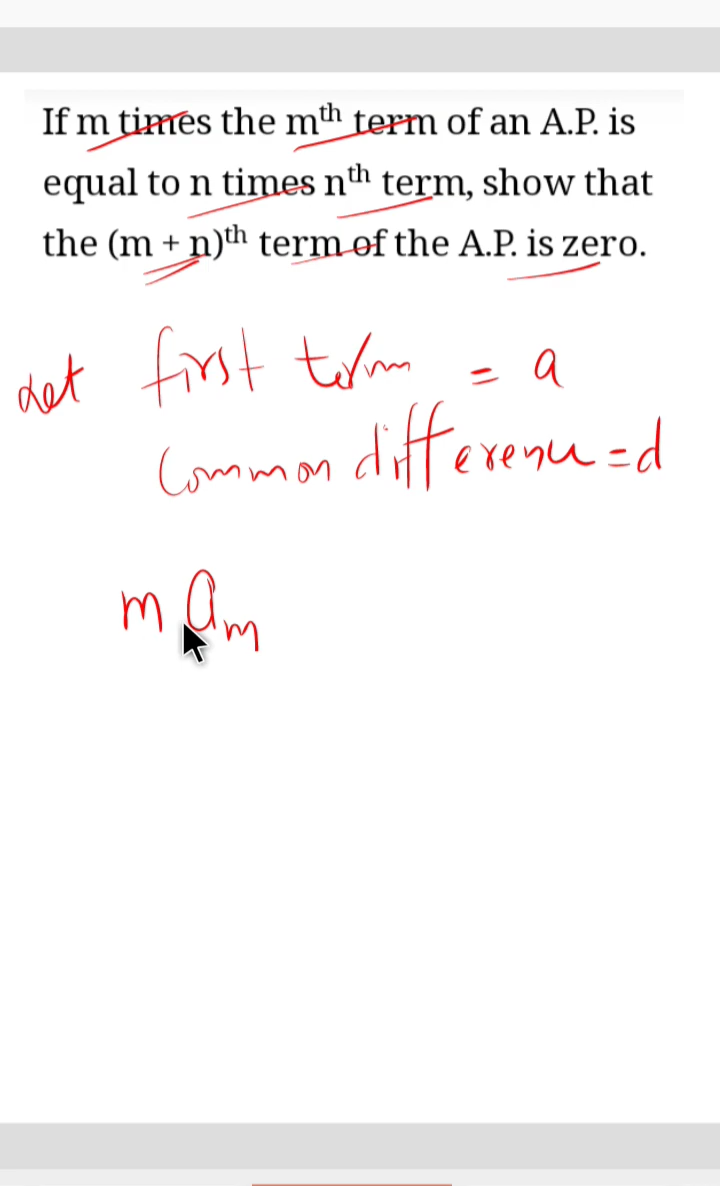 If m times the mᵗʰ term of an A.P. is
equal to n times nᵗʰ term, show that
the (m + n)ᵗʰ term of the A.P. is zero.
Let first term = a
Common difference = d
m aₘ